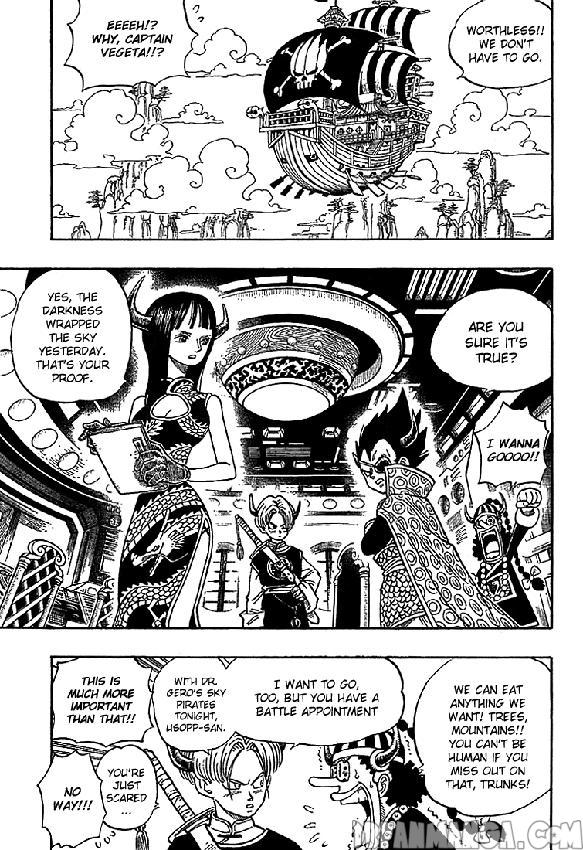 WORTHLESS!!
WE DON'T
HAVE TO GO.
EEEEH!?
WHY, CAPTAIN
VEGETA!!?
ARE YOU
SURE IT'S
TRUE?
I WANNA
GOOOO!!
YES, THE
DARKNESS
WRAPPED
THE SKY
YESTERDAY.
THAT'S YOUR
PROOF.
WE CAN EAT
ANYTHING WE
WANT! TREES,
MOUNTAINS!!
YOU CAN'T BE
HUMAN IF YOU
MISS OUT ON
THAT, TRUNKS!
I WANT TO GO,
TOO, BUT YOU HAVE A
BATTLE APPOINTMENT
WITH DR.
GERO'S SKY
PIRATES
TONIGHT,
USOPP-SAN.
THIS IS
MUCH MORE
IMPORTANT
THAN THAT!!
YOU'RE
JUST
SCARED
...
NO
WAY!!!